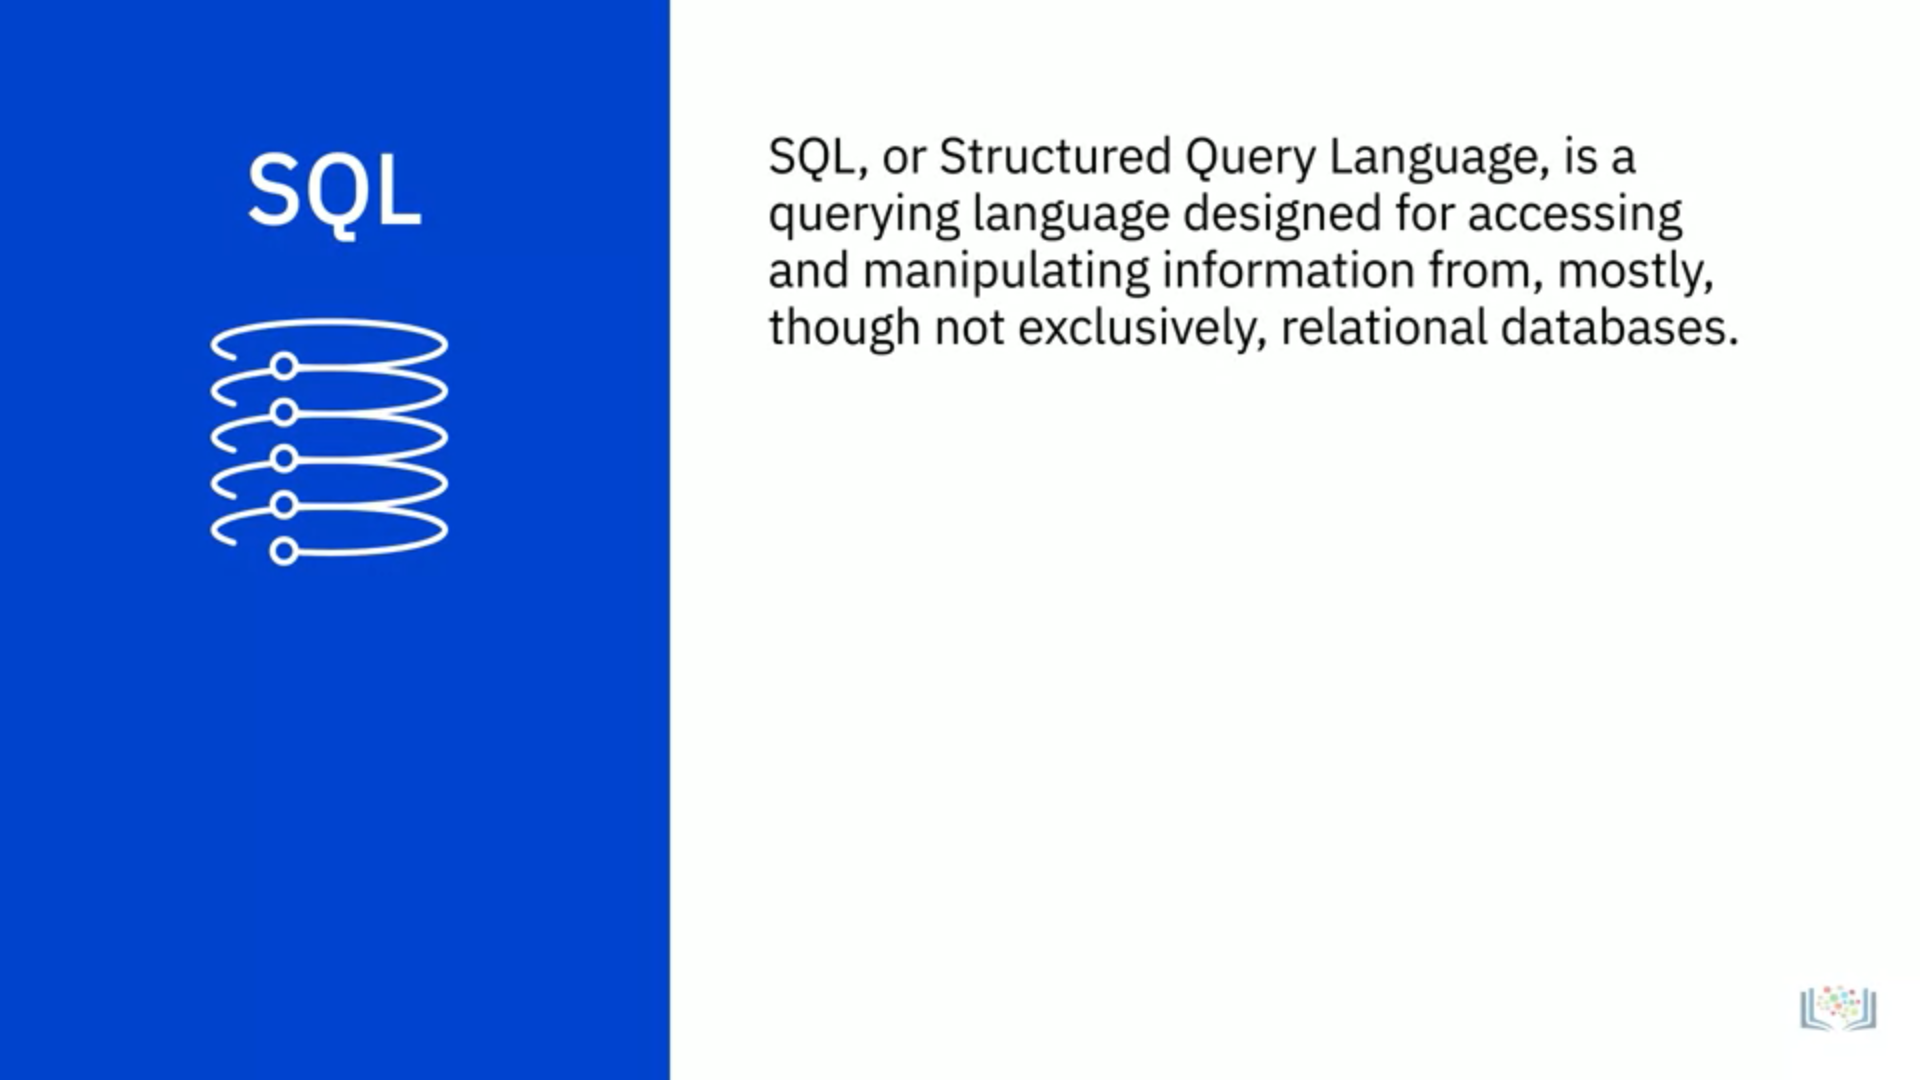 SQL
SQL, or Structured Query Language, is a
querying language designed for accessing
and manipulating information from, mostly,
though not exclusively, relational databases.